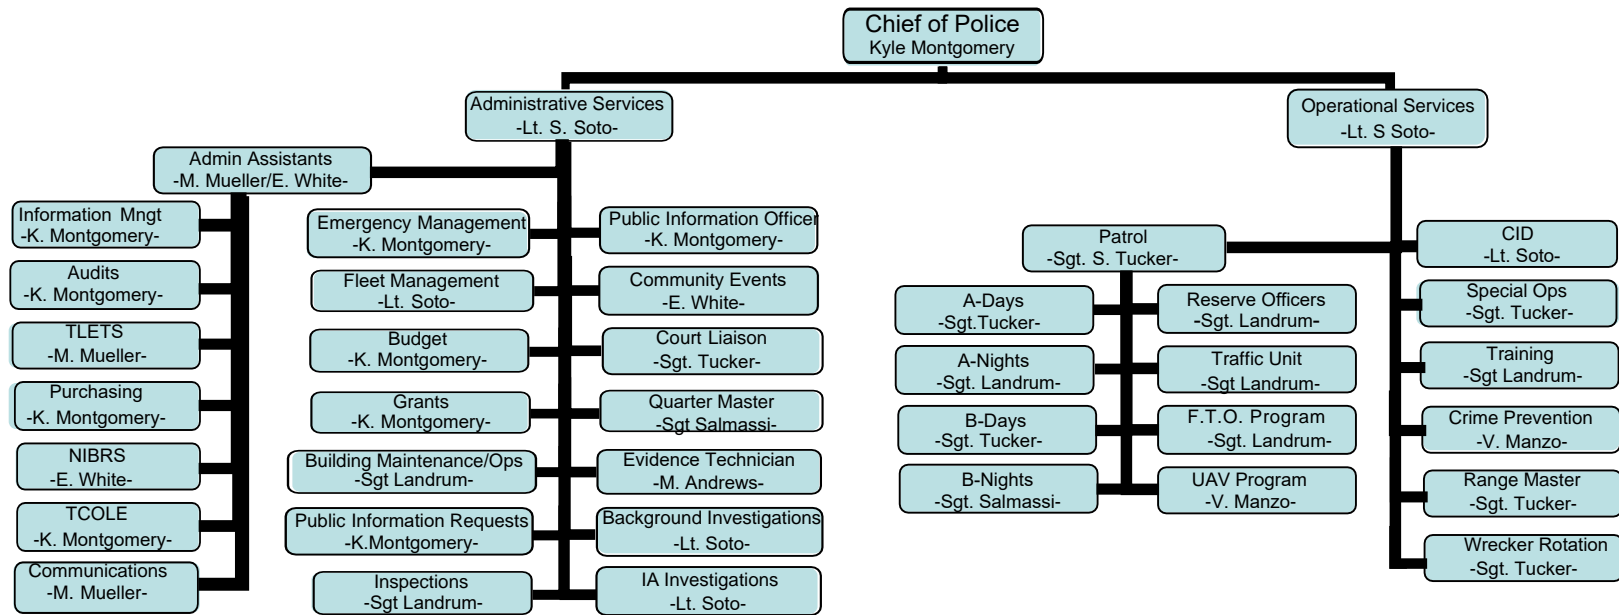 Chief of Police
Kyle Montgomery
Administrative Services
-Lt. S. Soto-
Operational Services
-Lt. S Soto-
Admin Assistants
-M. Mueller/E. White-
Information Mngt
-K. Montgomery-
Audits
-K. Montgomery-
TLETS
-M. Mueller-
Purchasing
-K. Montgomery-
NIBRS
-E. White-
TCOLE
-K. Montgomery-
Communications
-M. Mueller-
Emergency Management
-K. Montgomery-
Fleet Management
-Lt. Soto-
Budget
-K. Montgomery-
Grants
-K. Montgomery-
Building Maintenance/Ops
-Sgt Landrum-
Public Information Requests
-K.Montgomery-
Inspections
-Sgt Landrum-
Public Information Officer
-K. Montgomery-
Community Events
-E. White-
Court Liaison
-Sgt. Tucker-
Quarter Master
-Sgt Salmassi-
Evidence Technician
-M. Andrews-
Background Investigations
-Lt. Soto-
IA Investigations
-Lt. Soto-
Patrol
-Sgt. S. Tucker-
A-Days
-Sgt.Tucker-
A-Nights
-Sgt. Landrum-
B-Days
-Sgt. Tucker-
B-Nights
-Sgt. Salmassi-
Reserve Officers
-Sgt. Landrum-
Traffic Unit
-Sgt Landrum-
F.T.O. Program
-Sgt. Landrum-
UAV Program
-V. Manzo-
CID
-Lt. Soto-
Special Ops
-Sgt. Tucker-
Training
-Sgt Landrum-
Crime Prevention
-V. Manzo-
Range Master
-Sgt. Tucker-
Wrecker Rotation
-Sgt. Tucker-